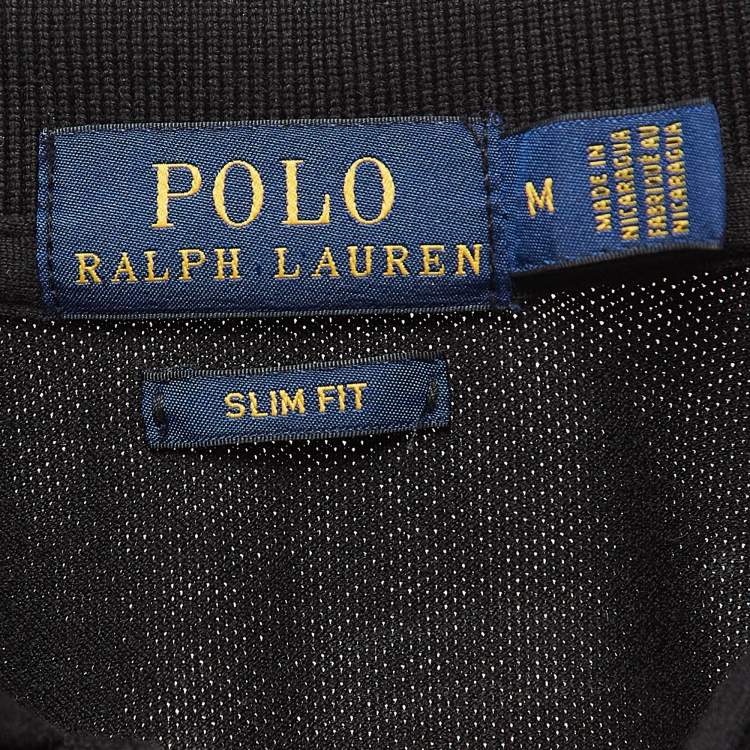 POLO
RALPH LAUREN
M
MADE IN
NICARAGUA
FABRIQUÉ AU
NICARAGUA
SLIM FIT